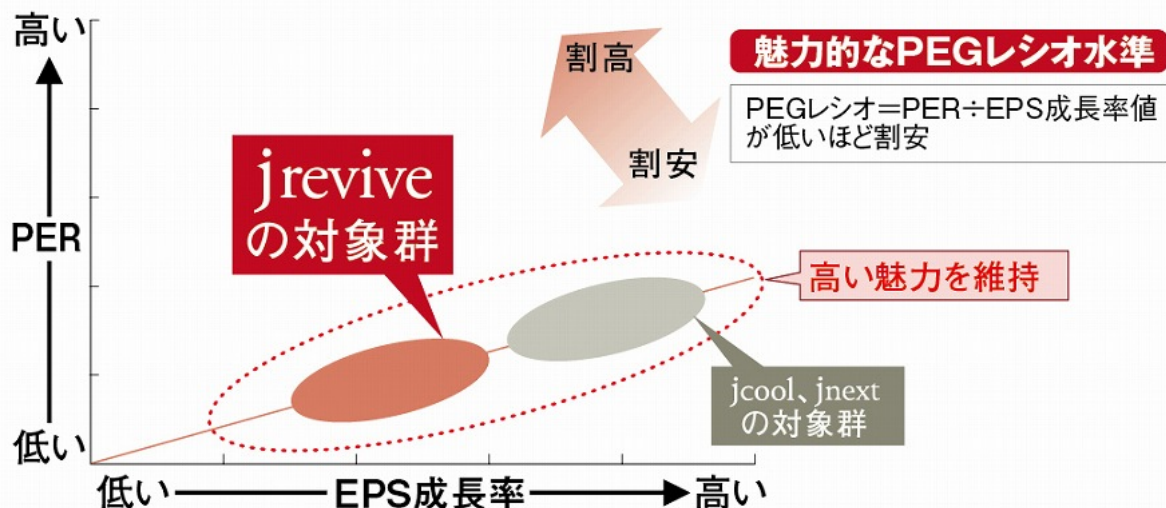 高い
PER
低い
低い
EPS成長率
高い
割高
割安
魅力的なPEGレシオ水準
PEGレシオ=PER÷EPS成長率値
が低いほど割安
jrevive
の対象群
高い魅力を維持
jcool、jnext
の対象群